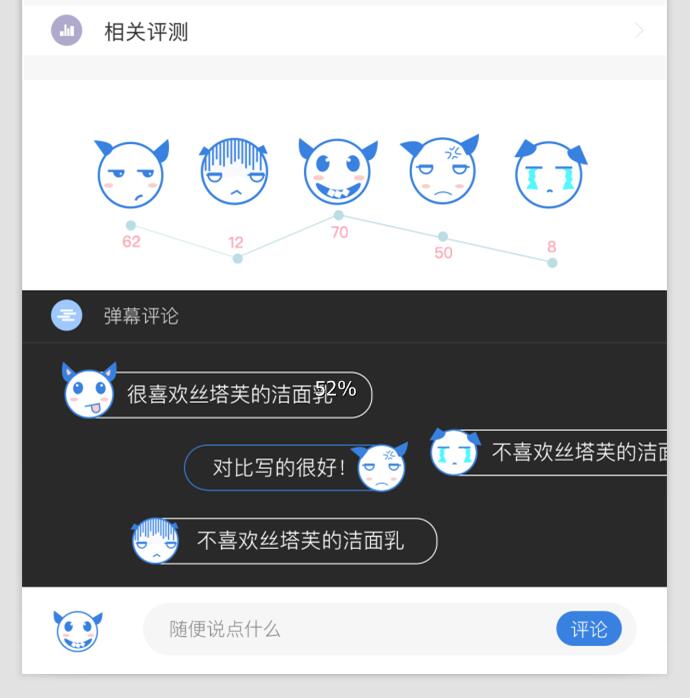 相关评测
62
12
70
50
8
弹幕评论
很喜欢丝塔芙的洁面乳
52%
不喜欢丝塔芙的洁面
对比写的很好！
不喜欢丝塔芙的洁面乳
随便说点什么
评论